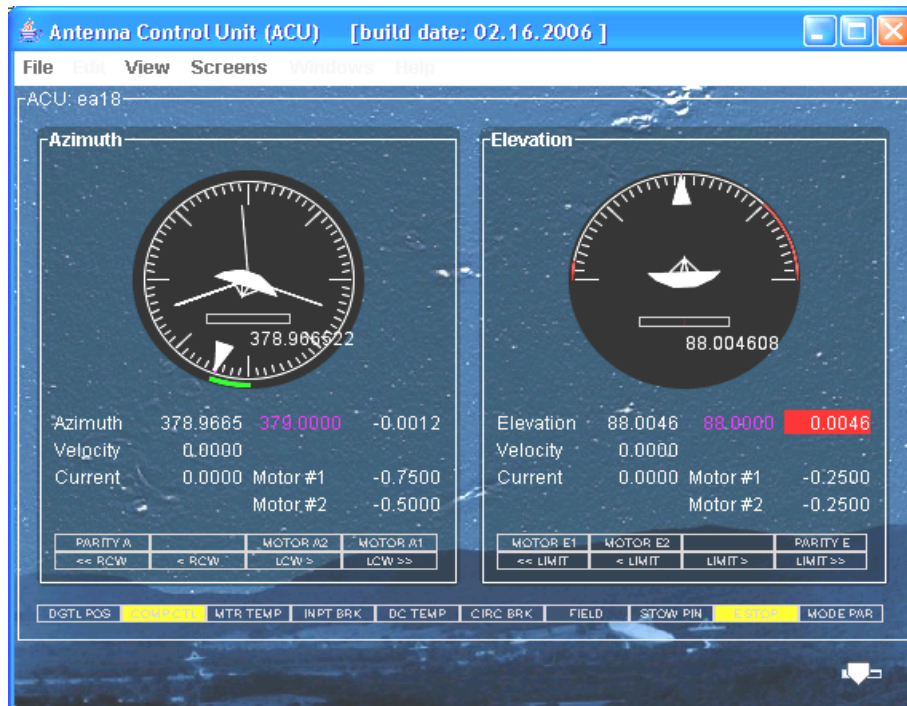 Antenna Control Unit (ACU) [build date: 02.16.2006 ]
File Edit View Screens Windows Help
ACU: ea18
Azimuth
378.966522
Azimuth 378.9665 379.0000 -0.0012
Velocity 0.0000
Current 0.0000 Motor #1 -0.7500
Motor #2 -0.5000
PARITY A MOTOR A2 MOTOR A1
<< RCW < RCW LCW > LCW >>
Elevation
88.004608
Elevation 88.0046 88.0000 0.0046
Velocity 0.0000
Current 0.0000 Motor #1 -0.2500
Motor #2 -0.2500
MOTOR E1 MOTOR E2 PARITY E
<< LIMIT < LIMIT LIMIT > LIMIT >>
DGTL POS COMP CTL MTR TEMP INPT BRK DC TEMP CIRC BRK FIELD STOW PIN E STOP MODE PAR